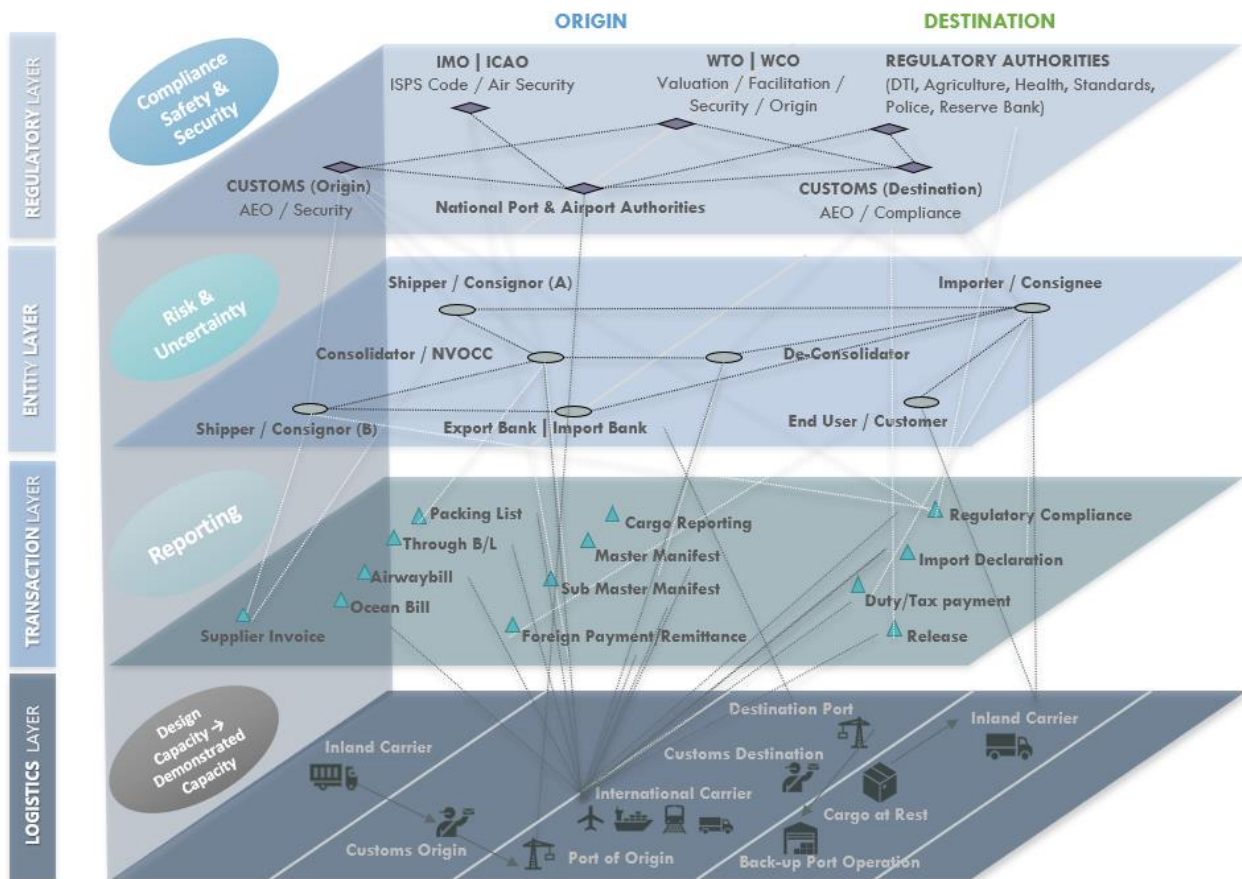 ORIGIN
DESTINATION
REGULATORY LAYER
Compliance
Safety &
Security
IMO | ICAO
ISPS Code / Air Security
WTO | WCO
Valuation / Facilitation /
Security / Origin
REGULATORY AUTHORITIES
(DTI, Agriculture, Health, Standards,
Police, Reserve Bank)
CUSTOMS (Origin)
AEO / Security
National Port & Airport Authorities
CUSTOMS (Destination)
AEO / Compliance
ENTITY LAYER
Risk &
Uncertainty
Shipper / Consignor (A)
Importer / Consignee
Consolidator / NVOCC
De-Consolidator
Shipper / Consignor (B)
Export Bank | Import Bank
End User / Customer
TRANSACTION LAYER
Reporting
Packing List
Cargo Reporting
Regulatory Compliance
Through B/L
Master Manifest
Import Declaration
Airwaybill
Sub Master Manifest
Duty/Tax payment
Ocean Bill
Supplier Invoice
Foreign Payment/Remittance
Release
LOGISTICS LAYER
Design
Capacity →
Demonstrated
Capacity
Inland Carrier
Destination Port
Inland Carrier
Customs Destination
International Carrier
Cargo at Rest
Customs Origin
Port of Origin
Back-up Port Operation